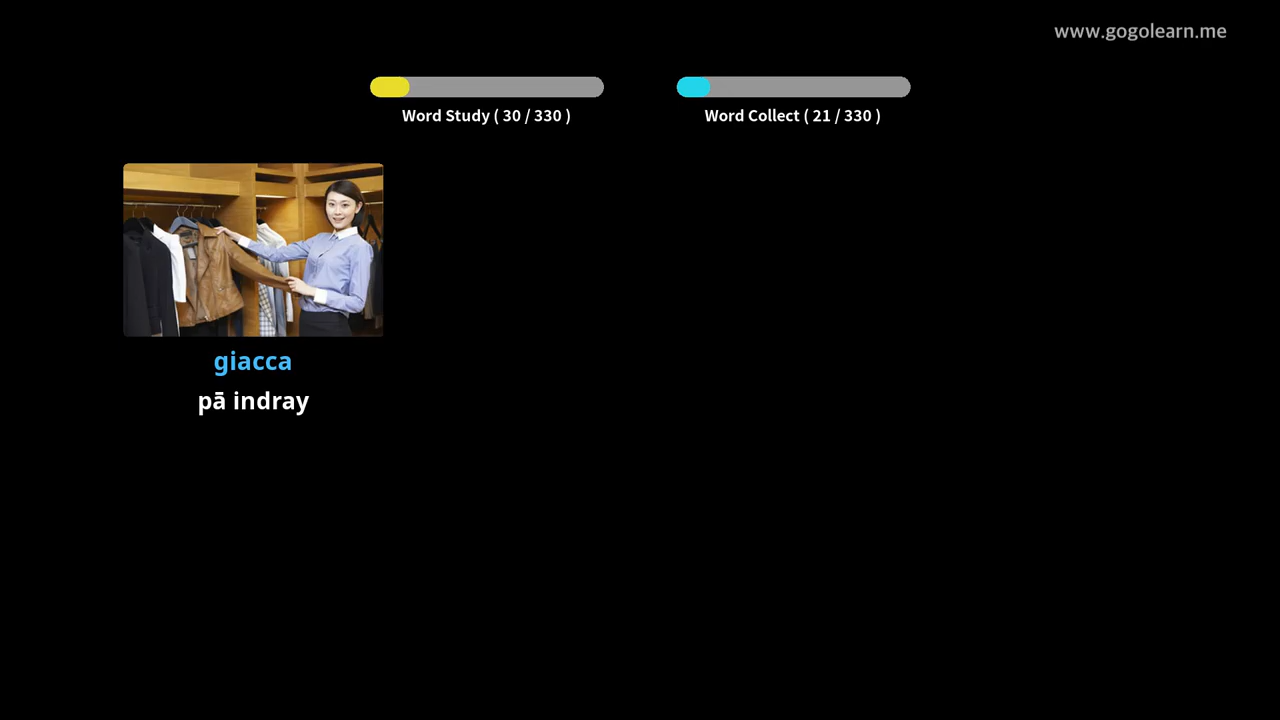 www.gogolearn.me
Word Study ( 30 / 330 )
Word Collect ( 21 / 330 )
giacca
pā indray